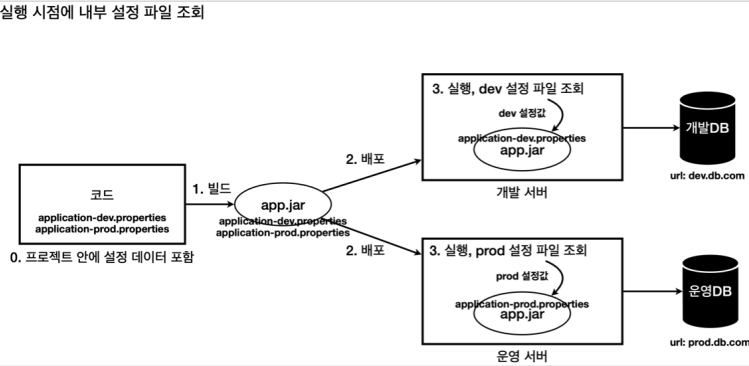 실행 시점에 내부 설정 파일 조회
코드
application-dev.properties
application-prod.properties
0. 프로젝트 안에 설정 데이터 포함
1. 빌드
app.jar
application-dev.properties
application-prod.properties
2. 배포
2. 배포
3. 실행, dev 설정 파일 조회
dev 설정값
application-dev.properties
app.jar
개발 서버
개발DB
url: dev.db.com
3. 실행, prod 설정 파일 조회
prod 설정값
application-prod.properties
app.jar
운영 서버
운영DB
url: prod.db.com